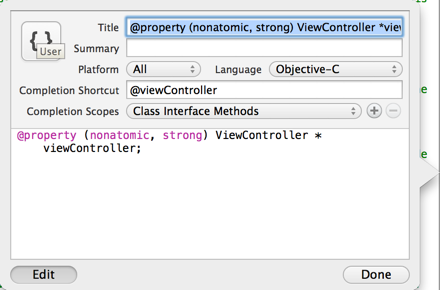 Title @property (nonatomic, strong) ViewController *view
User
Summary
Platform All Language Objective-C
Completion Shortcut @viewController
Completion Scopes Class Interface Methods
@property (nonatomic, strong) ViewController *
viewController;
Edit Done